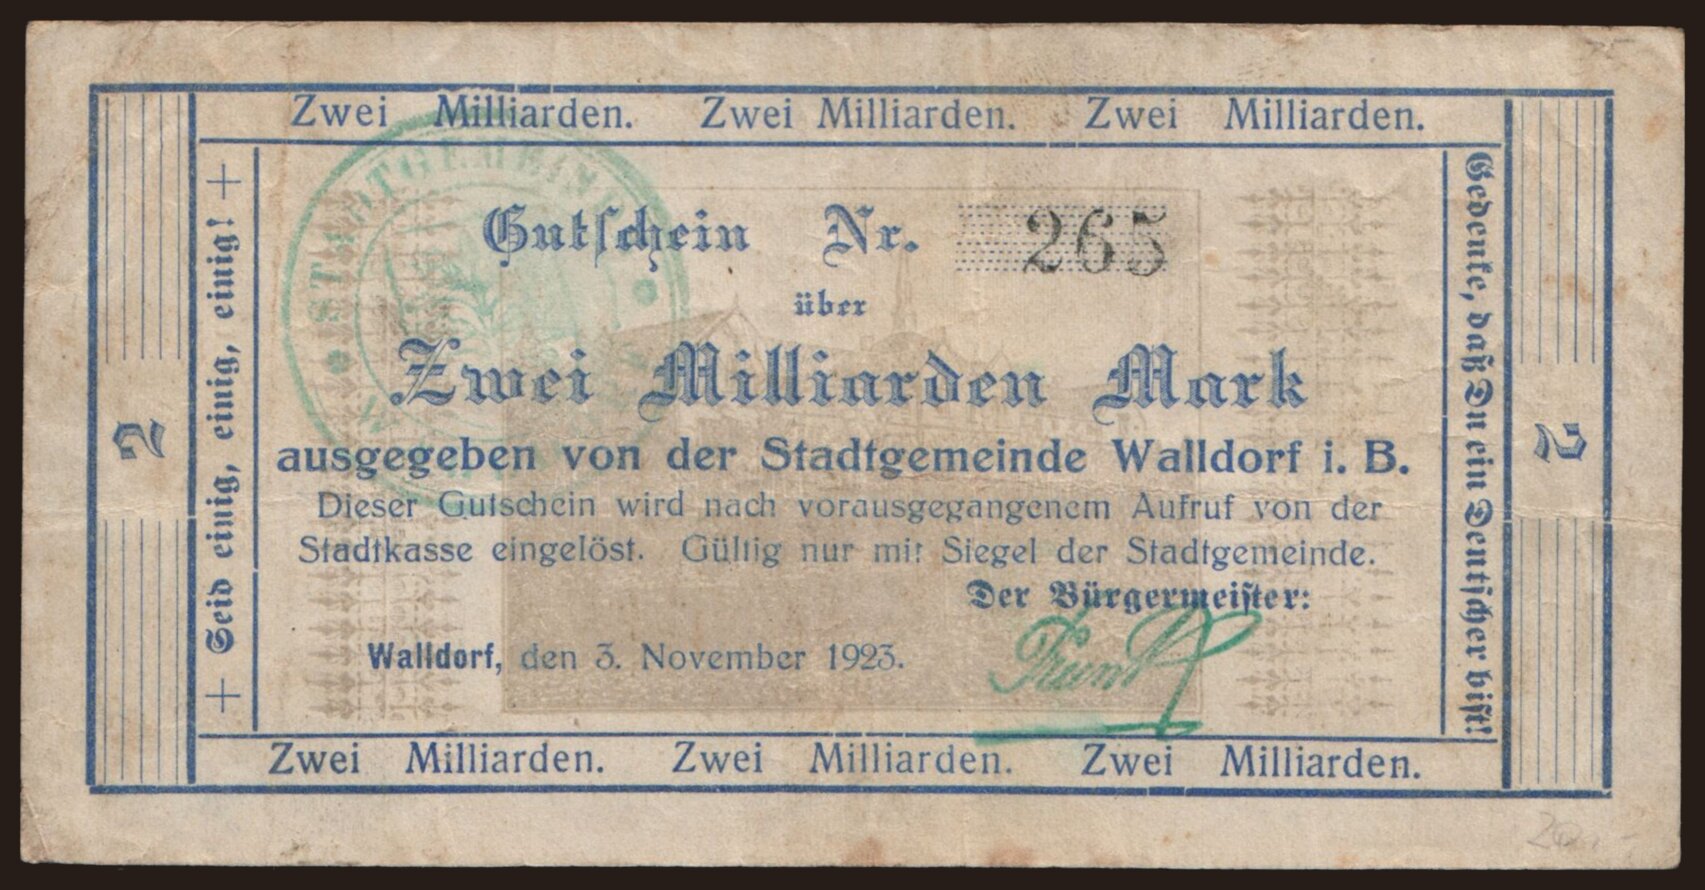 Zwei Milliarden. Zwei Milliarden. Zwei Milliarden.
+ Seid einig, einig, einig! +
Gedenke, daß Du ein Deutscher bist!
STADTGEMEINDE
Gutschein Nr. 265
über
Zwei Milliarden Mark
ausgegeben von der Stadtgemeinde Walldorf i. B.
Dieser Gutschein wird nach vorausgegangenem Aufruf von der
Stadtkasse eingelöst. Gültig nur mit Siegel der Stadtgemeinde.
Der Bürgermeister:
Walldorf, den 3. November 1923.
2
2
Zwei Milliarden. Zwei Milliarden. Zwei Milliarden.